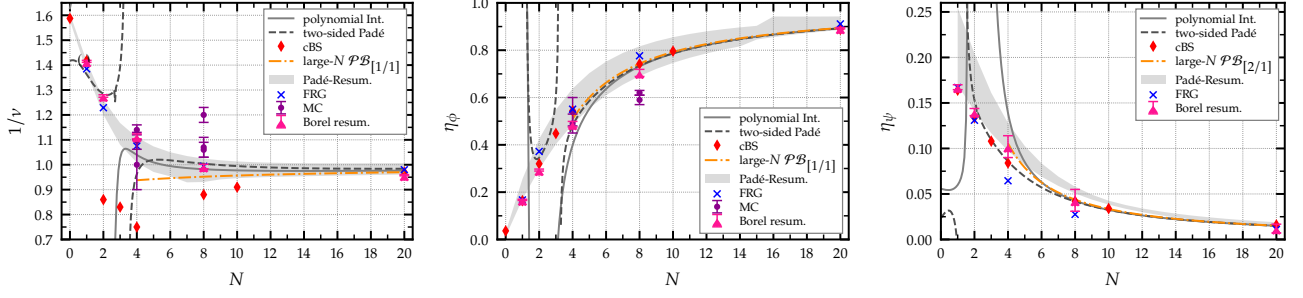 1/ν
1.6
1.5
1.4
1.3
1.2
1.1
1.0
0.9
0.8
0.7
0 2 4 6 8 10 12 14 16 18 20
N
polynomial Int.
two-sided Padé
cBS
large-N PB[1/1]
Padé-Resum.
FRG
MC
Borel resum.
ηϕ
1.0
0.8
0.6
0.4
0.2
0.0
0 2 4 6 8 10 12 14 16 18 20
N
polynomial Int.
two-sided Padé
cBS
large-N PB[1/1]
Padé-Resum.
FRG
MC
Borel resum.
ηψ
0.25
0.20
0.15
0.10
0.05
0.00
0 2 4 6 8 10 12 14 16 18 20
N
polynomial Int.
two-sided Padé
cBS
large-N PB[2/1]
Padé-Resum.
FRG
Borel resum.